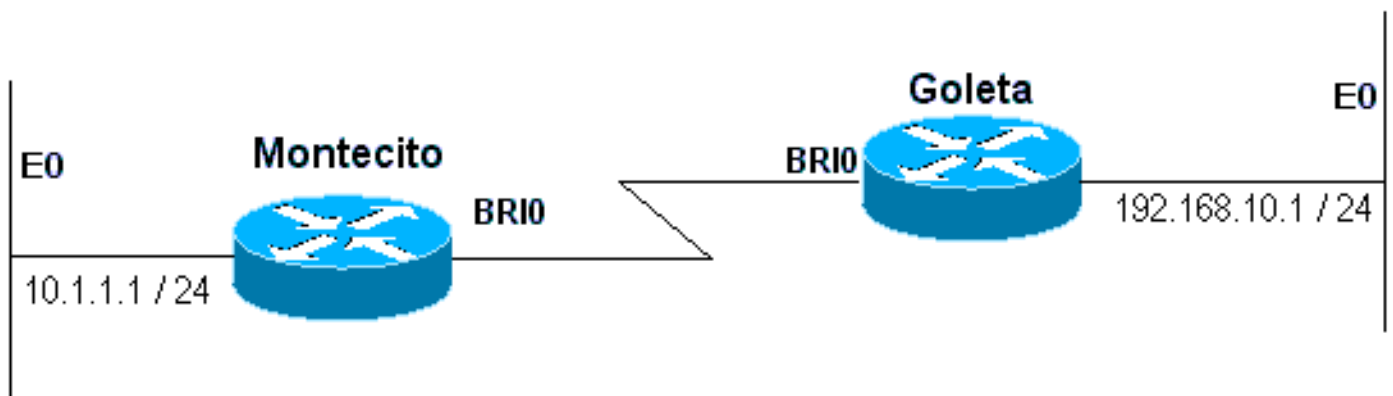 Goleta
E0
Montecito
BRI0
E0
BRI0
192.168.10.1 / 24
10.1.1.1 / 24